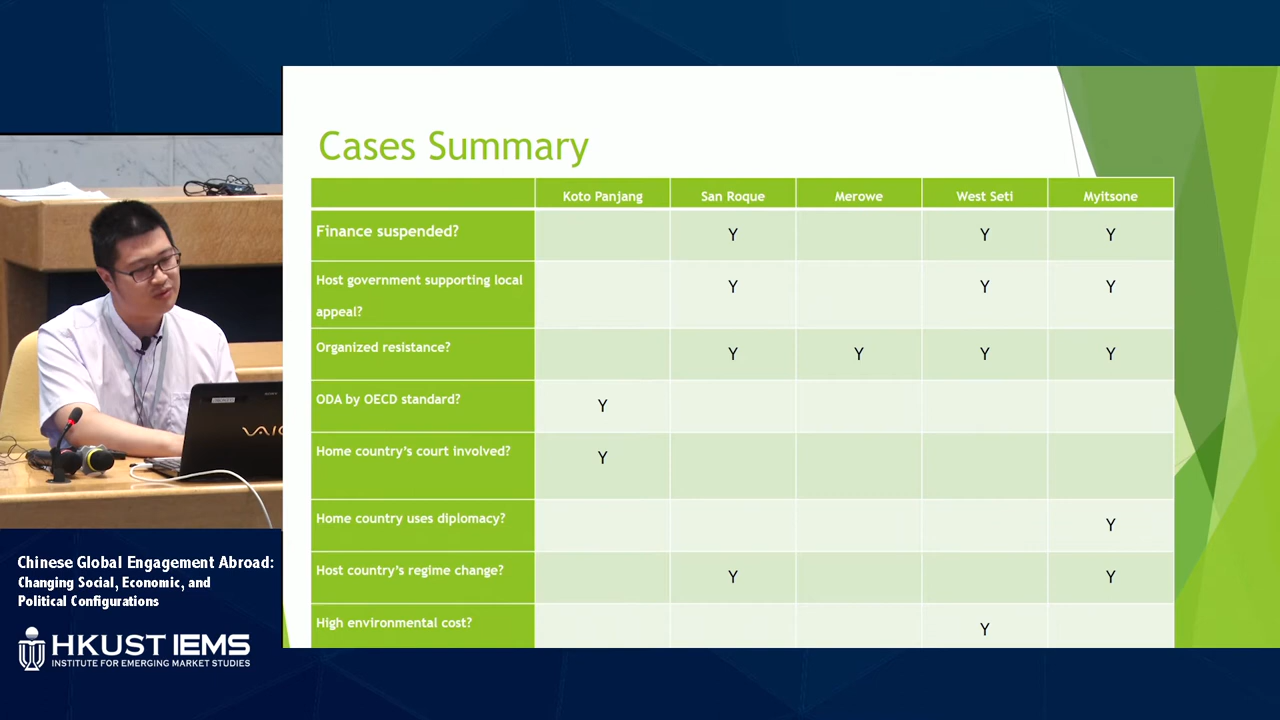 Cases Summary
Koto Panjang San Roque Merowe West Seti Myitsone
Finance suspended? Y Y Y
Host government supporting local
appeal? Y Y Y
Organized resistance? Y Y Y Y
ODA by OECD standard? Y
Home country's court involved? Y
Home country uses diplomacy? Y
Host country's regime change? Y Y
High environmental cost? Y
VAIO
Chinese Global Engagement Abroad:
Changing Social, Economic, and
Political Configurations
HKUST IEMS
INSTITUTE FOR EMERGING MARKET STUDIES